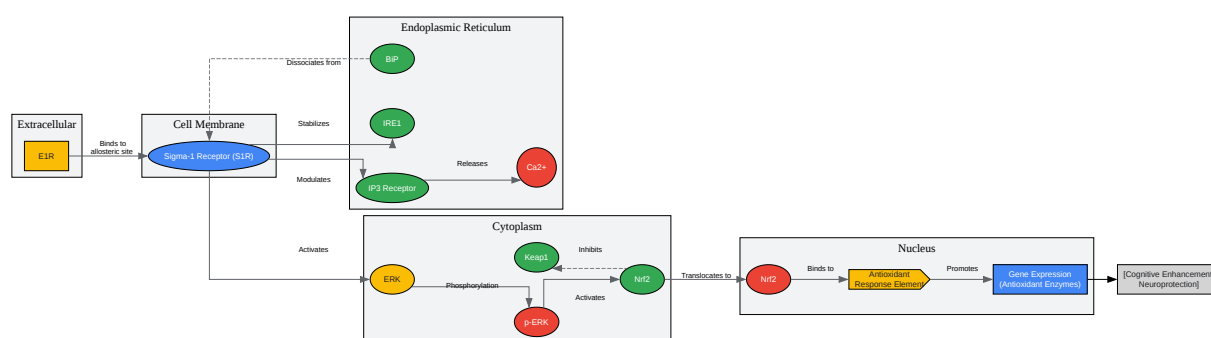 Endoplasmic Reticulum
BiP
Dissociates from
Extracellular
Cell Membrane
Stabilizes
IRE1
E1R
Binds to
allosteric site
Sigma-1 Receptor (S1R)
Releases
Ca2+
Modulates
IP3 Receptor
Cytoplasm
Nucleus
Activates
Keap1
Inhibits
ERK
Phosphorylation
Nrf2
Activates
p-ERK
Translocates to
Nrf2
Binds to
Antioxidant
Response Element
Promotes
Gene Expression
(Antioxidant Enzymes)
[Cognitive Enhancement
Neuroprotection]